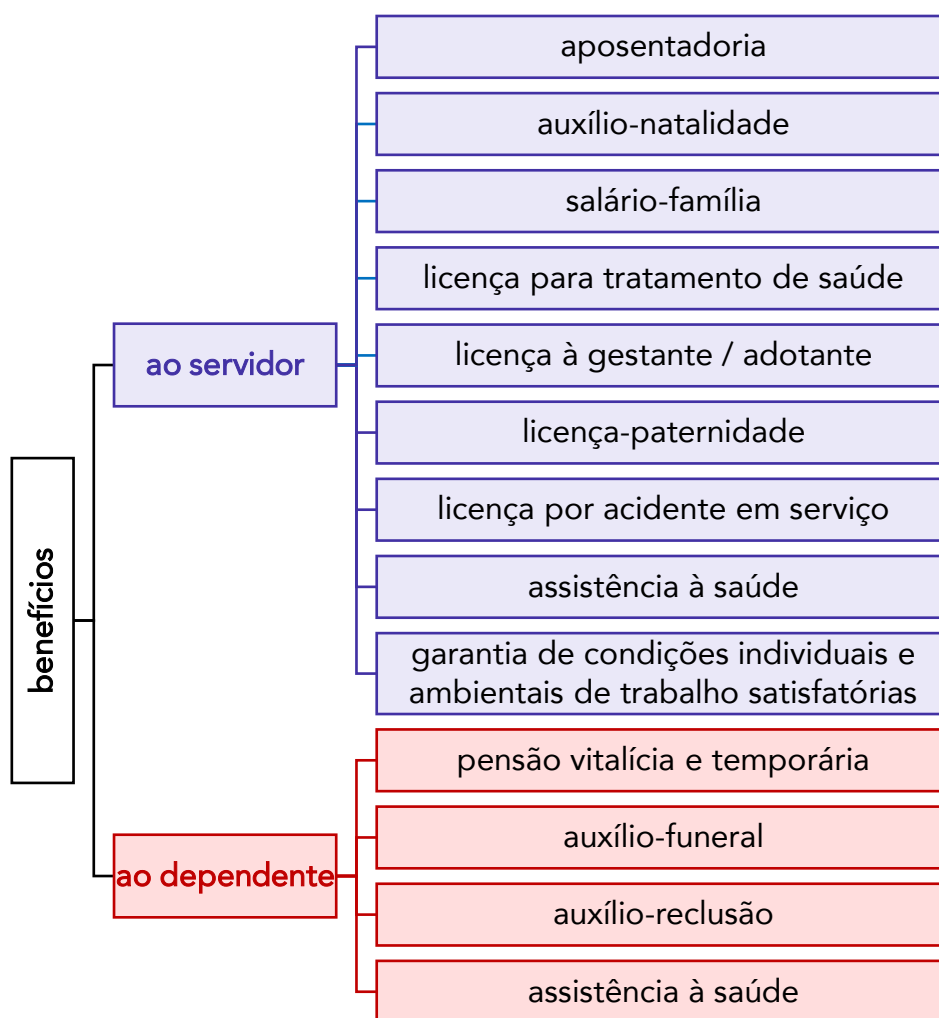 benefícios
ao servidor
aposentadoria
auxílio-natalidade
salário-família
licença para tratamento de saúde
licença à gestante / adotante
licença-paternidade
licença por acidente em serviço
assistência à saúde
garantia de condições individuais e
ambientais de trabalho satisfatórias
ao dependente
pensão vitalícia e temporária
auxílio-funeral
auxílio-reclusão
assistência à saúde